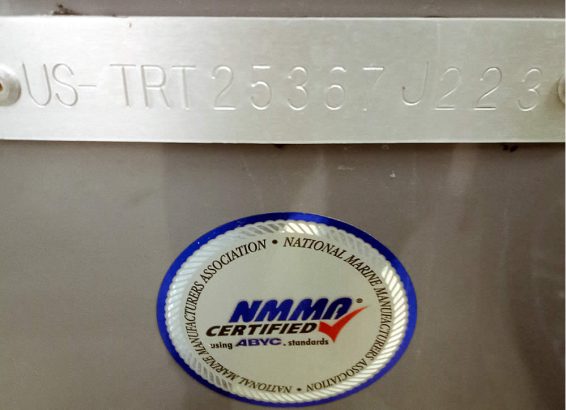 US-TRT25367J223
NATIONAL MARINE MANUFACTURERS ASSOCIATION • NATIONAL MARINE MANUFACTURERS ASSOCIATION •
NMMA®
CERTIFIED
using ABYC. standards